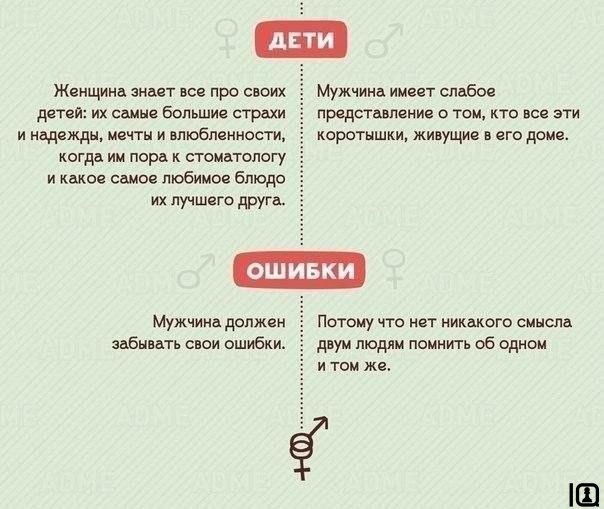 ДЕТИ
Женщина знает все про своих
детей: их самые большие страхи
и надежды, мечты и влюбленности,
когда им пора к стоматологу
и какое самое любимое блюдо
их лучшего друга.
Мужчина имеет слабое
представление о том, кто все эти
коротышки, живущие в его доме.
ОШИБКИ
Мужчина должен
забывать свои ошибки.
Потому что нет никакого смысла
двум людям помнить об одном
и том же.